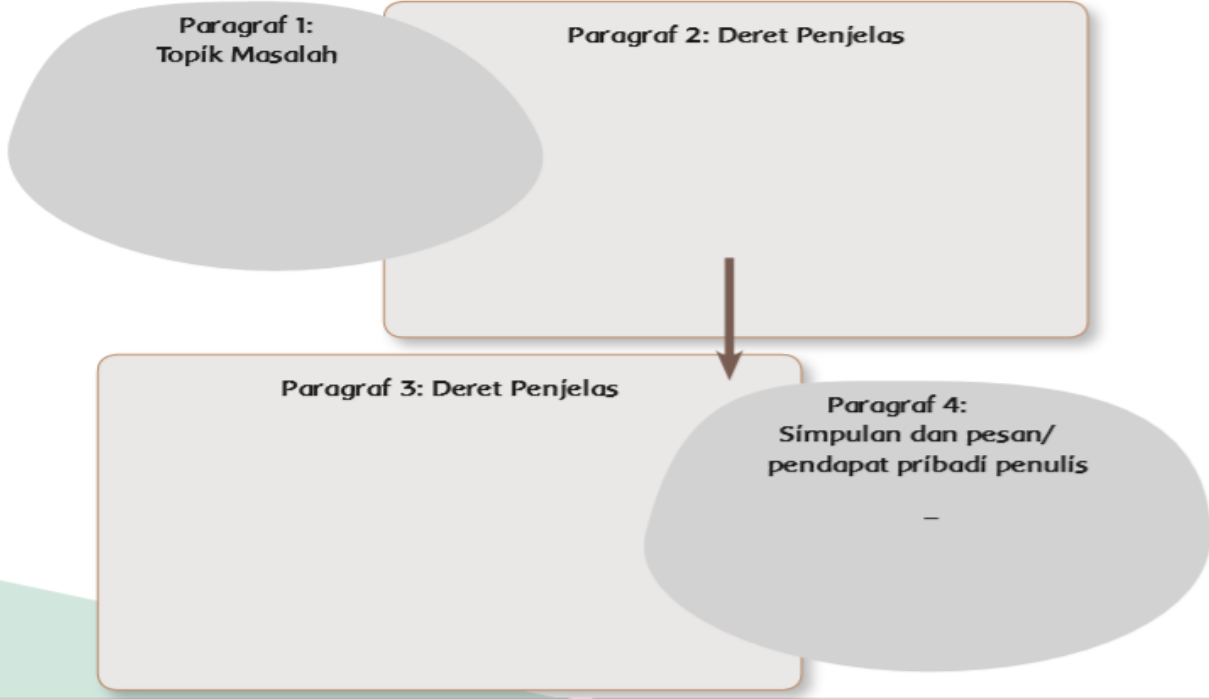 Paragraf 1:
Topik Masalah
Paragraf 2: Deret Penjelas
Paragraf 3: Deret Penjelas
Paragraf 4:
Simpulan dan pesan/
pendapat pribadi penulis
_